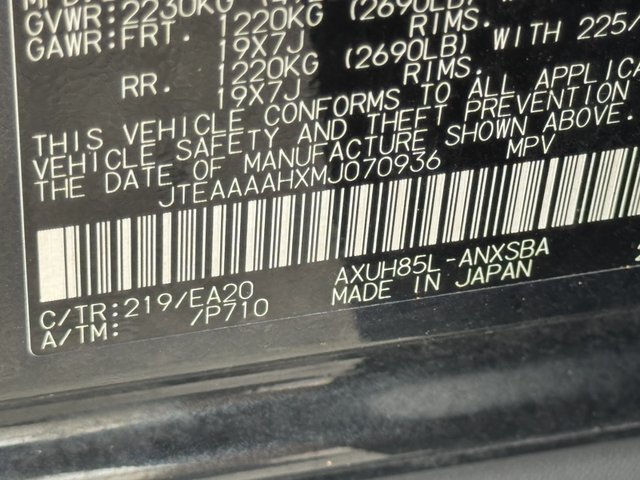 GVWR:2230KG
GAWR:FRT. 1220KG (2690LB) WITH 225/
19X7J RIMS.
RR. 1220KG (2690LB)
19X7J RIMS.
THIS VEHICLE CONFORMS TO ALL APPLICA
VEHICLE SAFETY AND THEFT PREVENTION
THE DATE OF MANUFACTURE SHOWN ABOVE.
JTEAAAAHXMJ070936 MPV
AXUH85L-ANXSBA
C/TR:219/EA20 MADE IN JAPAN
A/TM: /P710